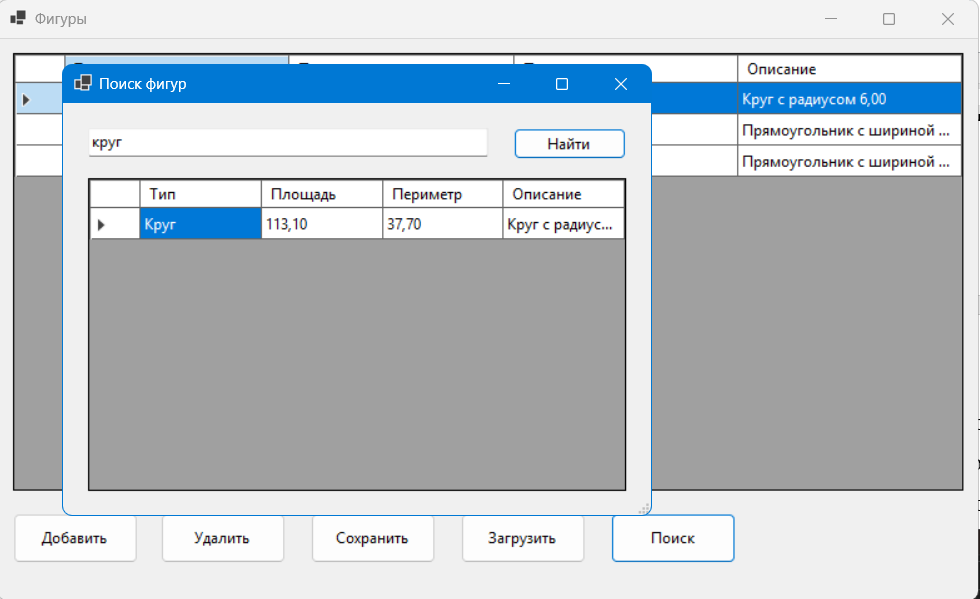 Фигуры
Описание
Круг с радиусом 6,00
Прямоугольник с шириной ...
Прямоугольник с шириной ...
Поиск фигур
круг
Найти
Тип Площадь Периметр Описание
Круг 113,10 37,70 Круг с радиус...
Добавить Удалить Сохранить Загрузить Поиск